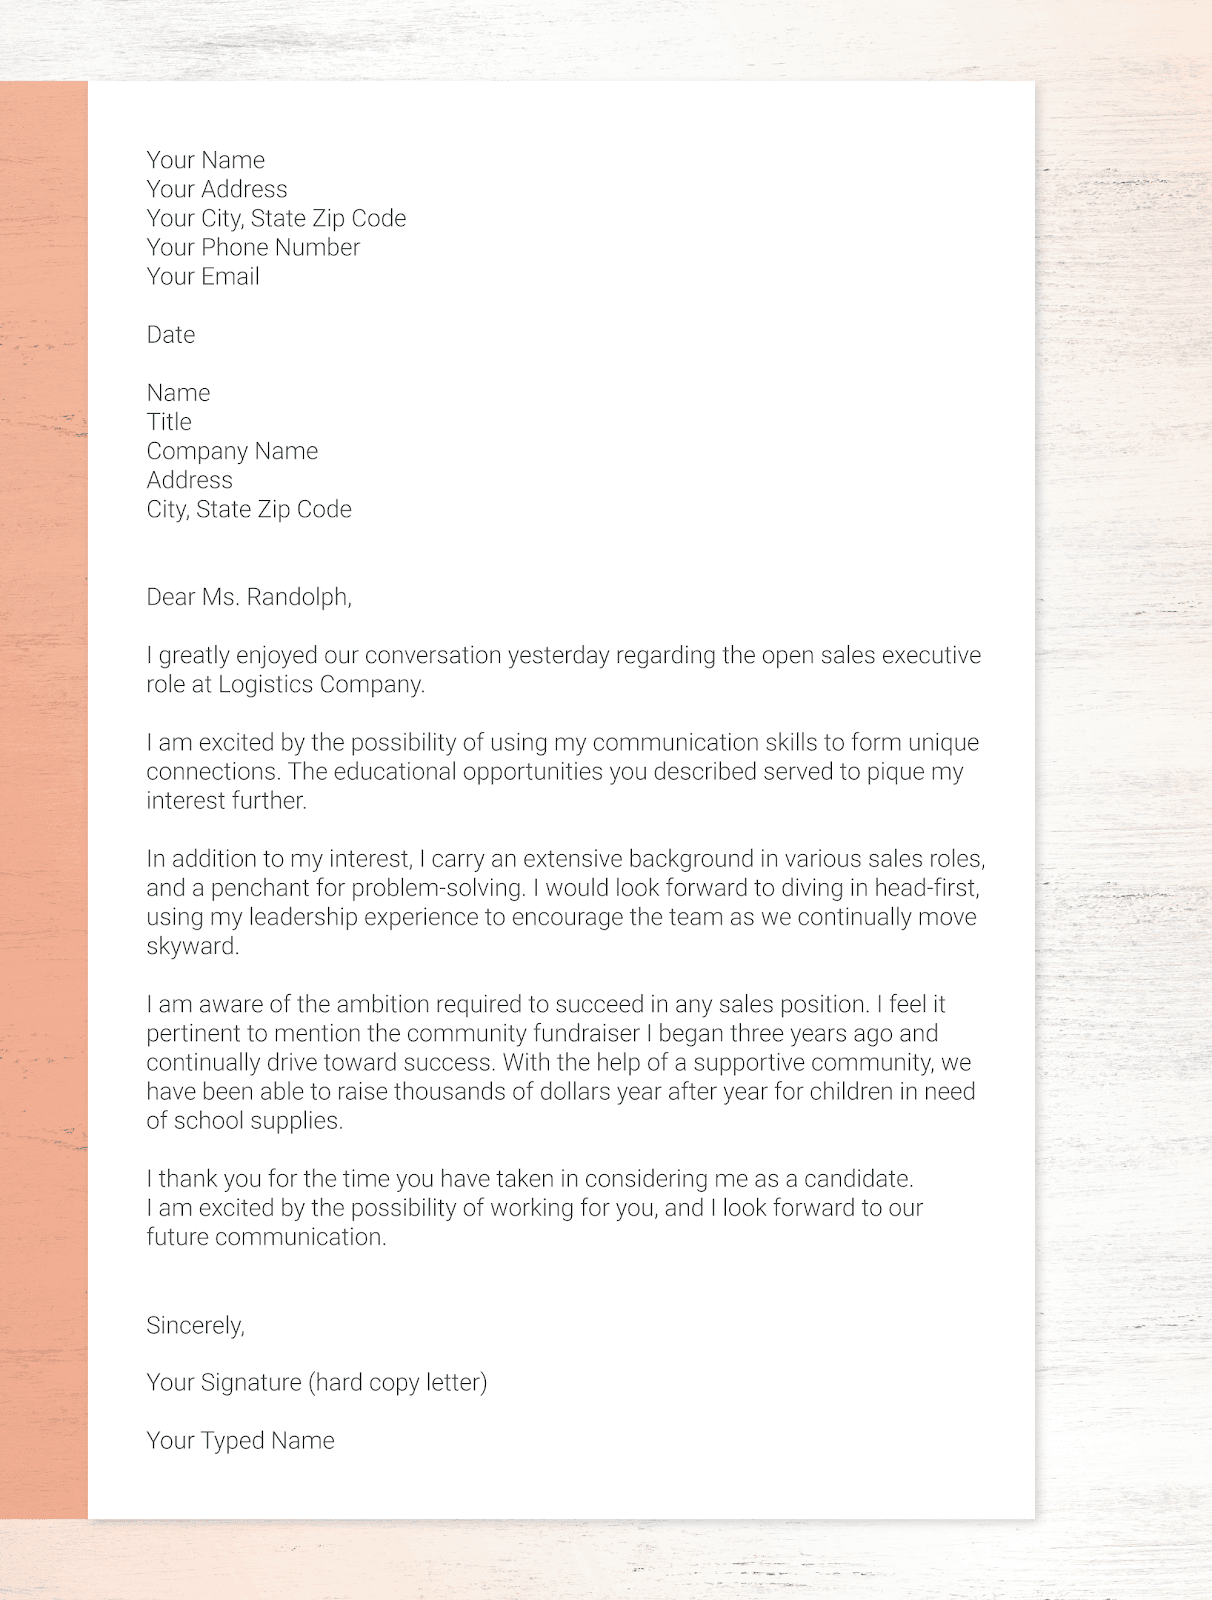 Your Name
Your Address
Your City, State Zip Code
Your Phone Number
Your Email
Date
Name
Title
Company Name
Address
City, State Zip Code
Dear Ms. Randolph,
I greatly enjoyed our conversation yesterday regarding the open sales executive
role at Logistics Company.
I am excited by the possibility of using my communication skills to form unique
connections. The educational opportunities you described served to pique my
interest further.
In addition to my interest, I carry an extensive background in various sales roles,
and a penchant for problem-solving. I would look forward to diving in head-first,
using my leadership experience to encourage the team as we continually move
skyward.
I am aware of the ambition required to succeed in any sales position. I feel it
pertinent to mention the community fundraiser I began three years ago and
continually drive toward success. With the help of a supportive community, we
have been able to raise thousands of dollars year after year for children in need
of school supplies.
I thank you for the time you have taken in considering me as a candidate.
I am excited by the possibility of working for you, and I look forward to our
future communication.
Sincerely,
Your Signature (hard copy letter)
Your Typed Name